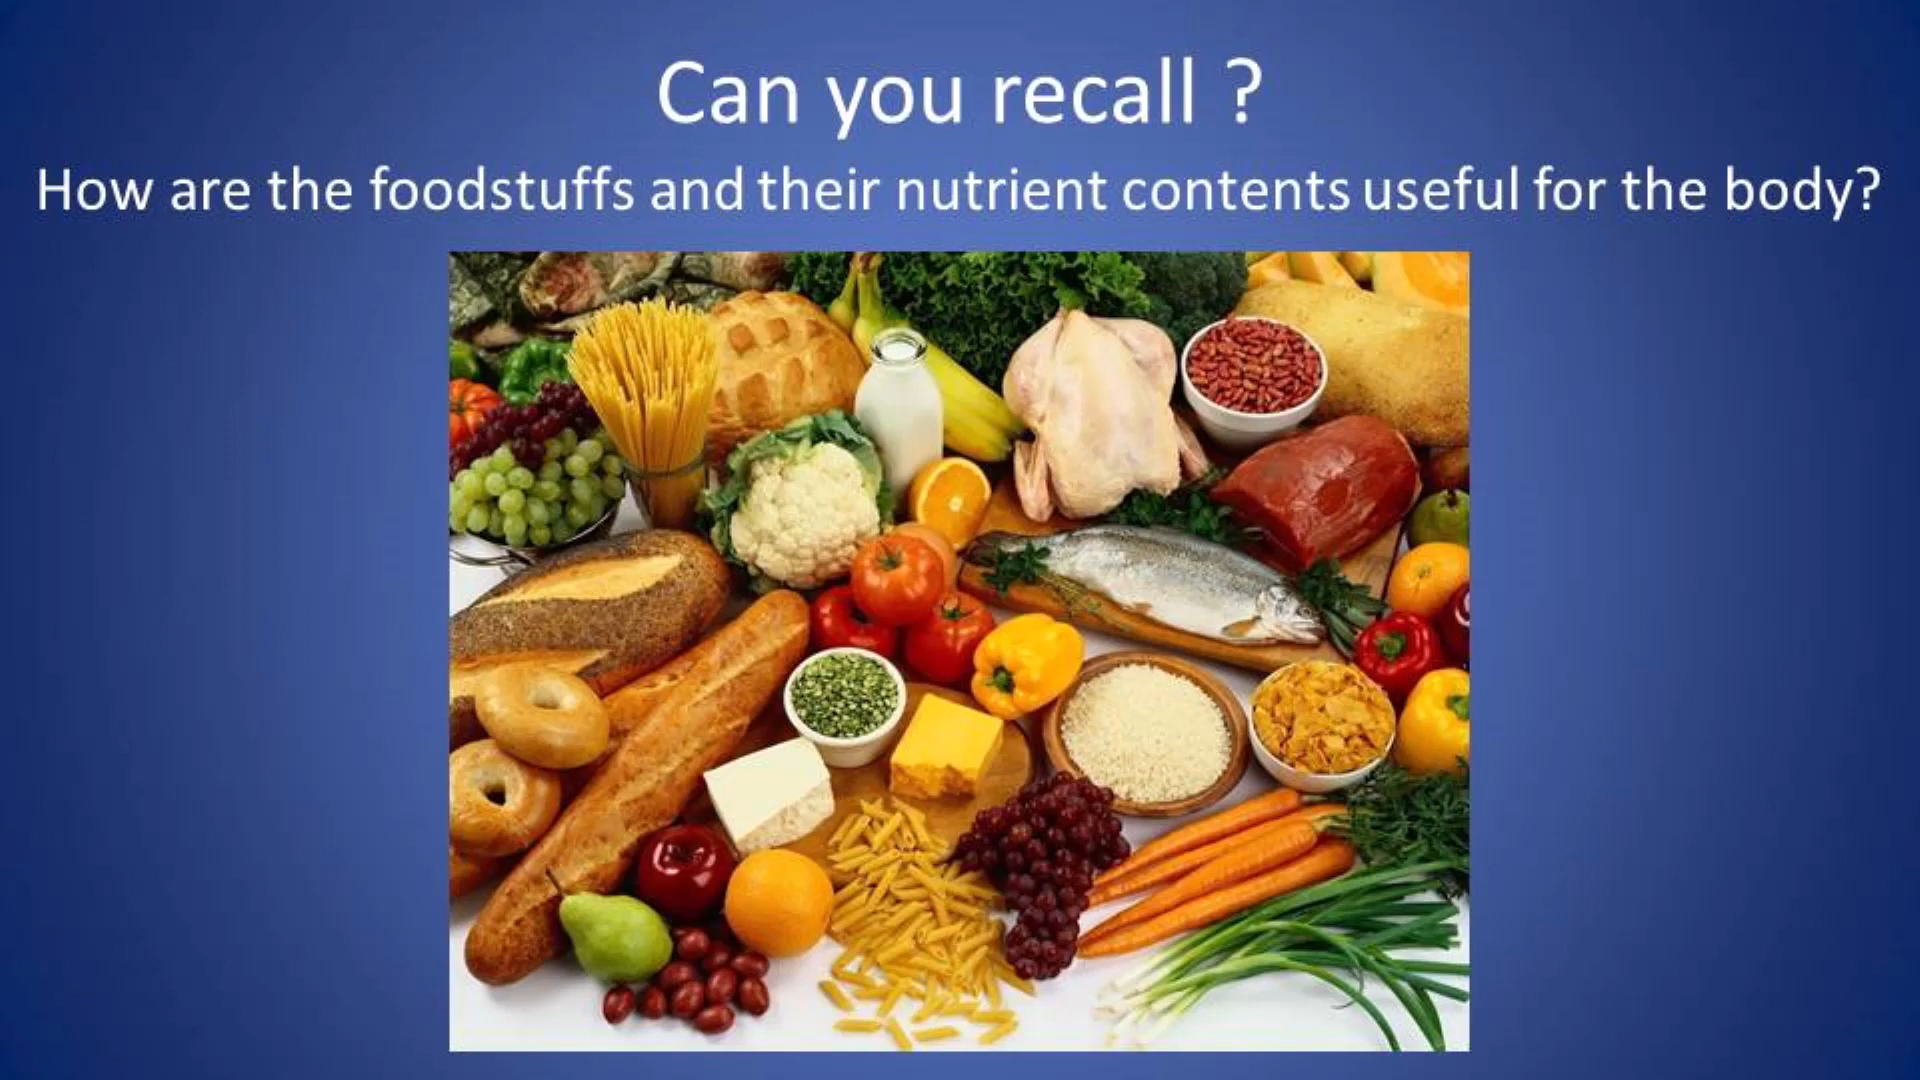 Can you recall ?
How are the foodstuffs and their nutrient contents useful for the body?